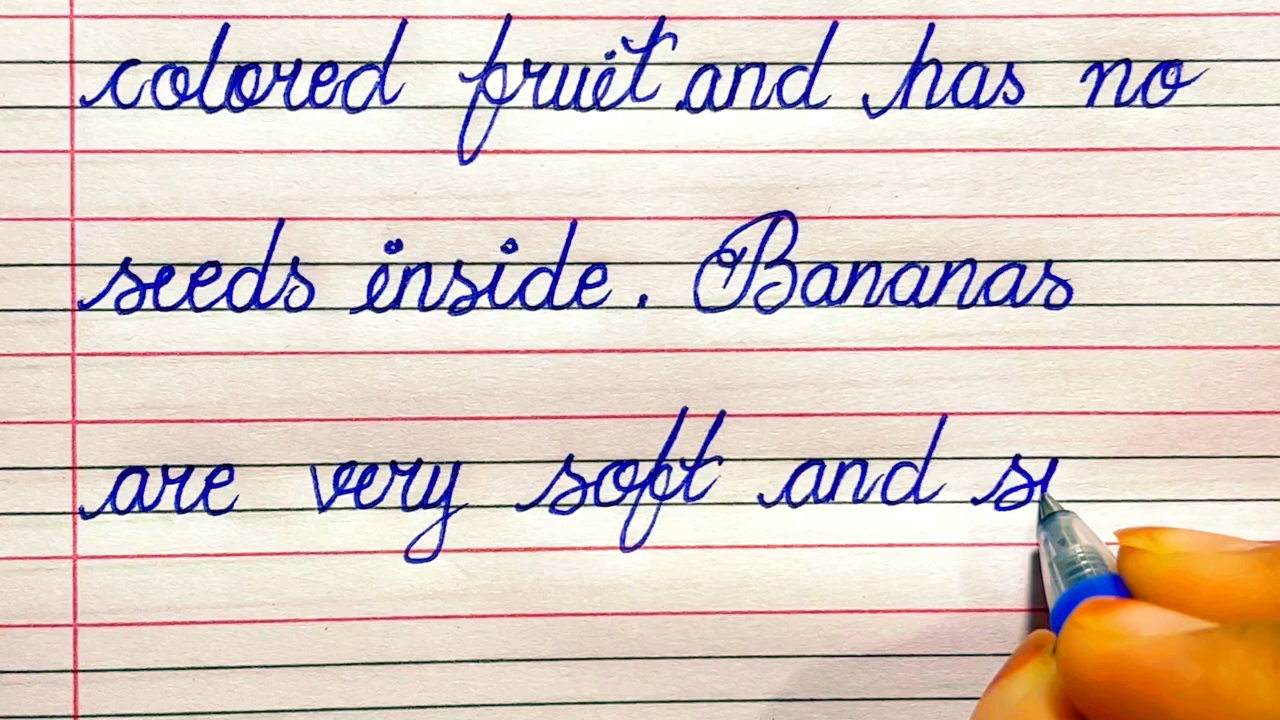 colored fruit and has no
seeds inside. Bananas
are very soft and